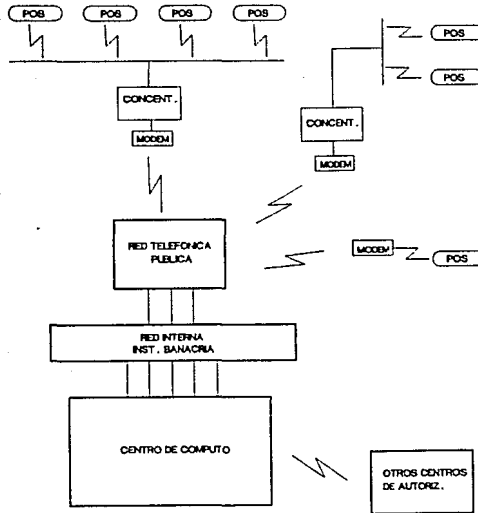 POS
POS
POS
POS
POS
POS
CONCENT.
MODEM
CONCENT.
MODEM
RED TELEFONICA
PUBLICA
MODEM
POS
RED INTERNA
INST. BANACRIA
CENTRO DE COMPUTO
OTROS CENTROS
DE AUTORIZ.